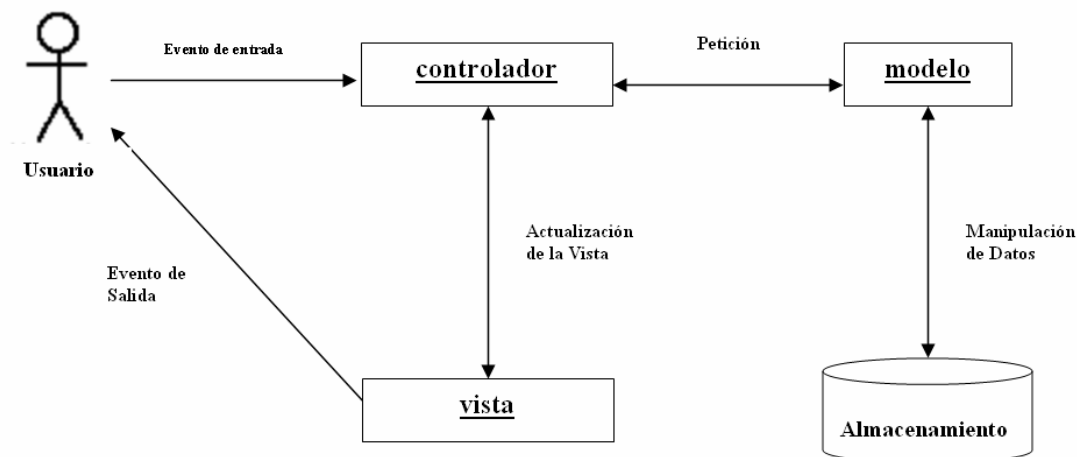 Evento de entrada
Petición
controlador
modelo
Usuario
Actualización
de la Vista
Manipulación
de Datos
Evento de
Salida
vista
Almacenamiento